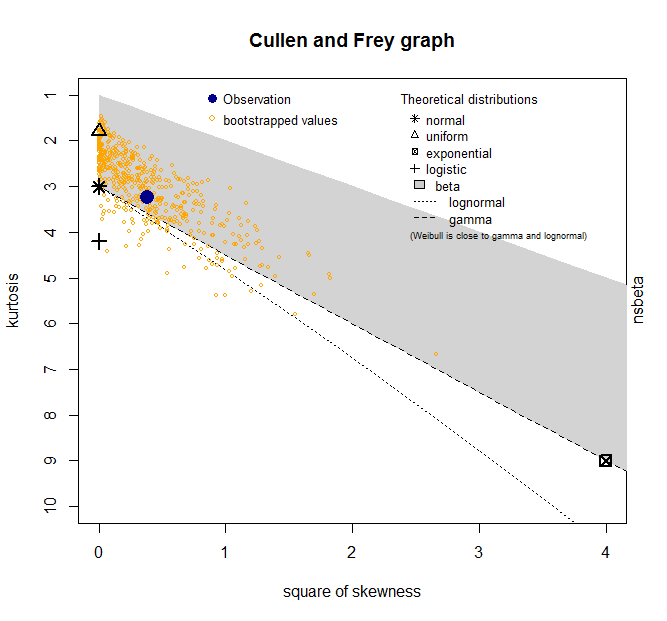 Cullen and Frey graph
Observation
bootstrapped values
Theoretical distributions
normal
uniform
exponential
logistic
beta
lognormal
gamma
(Weibull is close to gamma and lognormal)
kurtosis
1
2
3
4
5
6
7
8
9
10
nsbeta
0
1
2
3
4
square of skewness